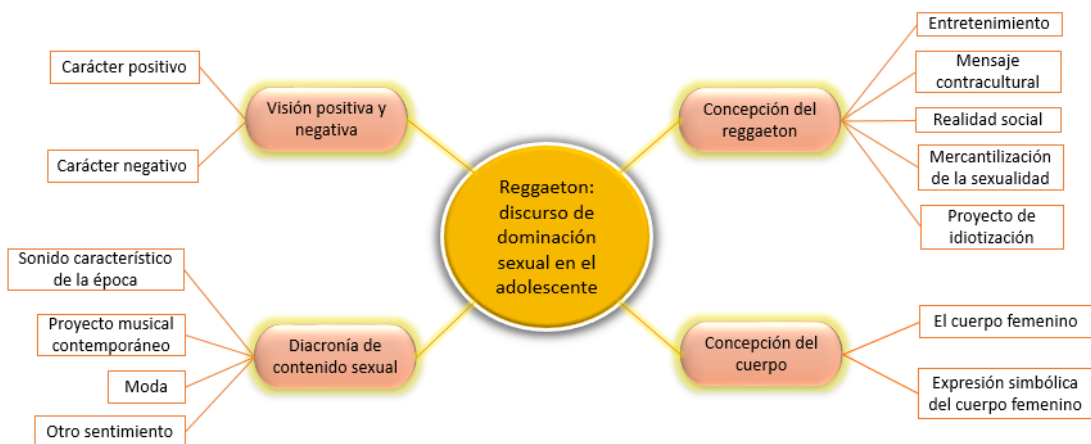 Carácter positivo
Carácter negativo
Visión positiva y
negativa
Sonido característico
de la época
Proyecto musical
contemporáneo
Moda
Otro sentimiento
Diacronía de
contenido sexual
Reggaeton:
discurso de
dominación
sexual en el
adolescente
Concepción del
reggaeton
Entretenimiento
Mensaje
contracultural
Realidad social
Mercantilización
de la sexualidad
Proyecto de
idiotización
Concepción del
cuerpo
El cuerpo femenino
Expresión simbólica
del cuerpo femenino